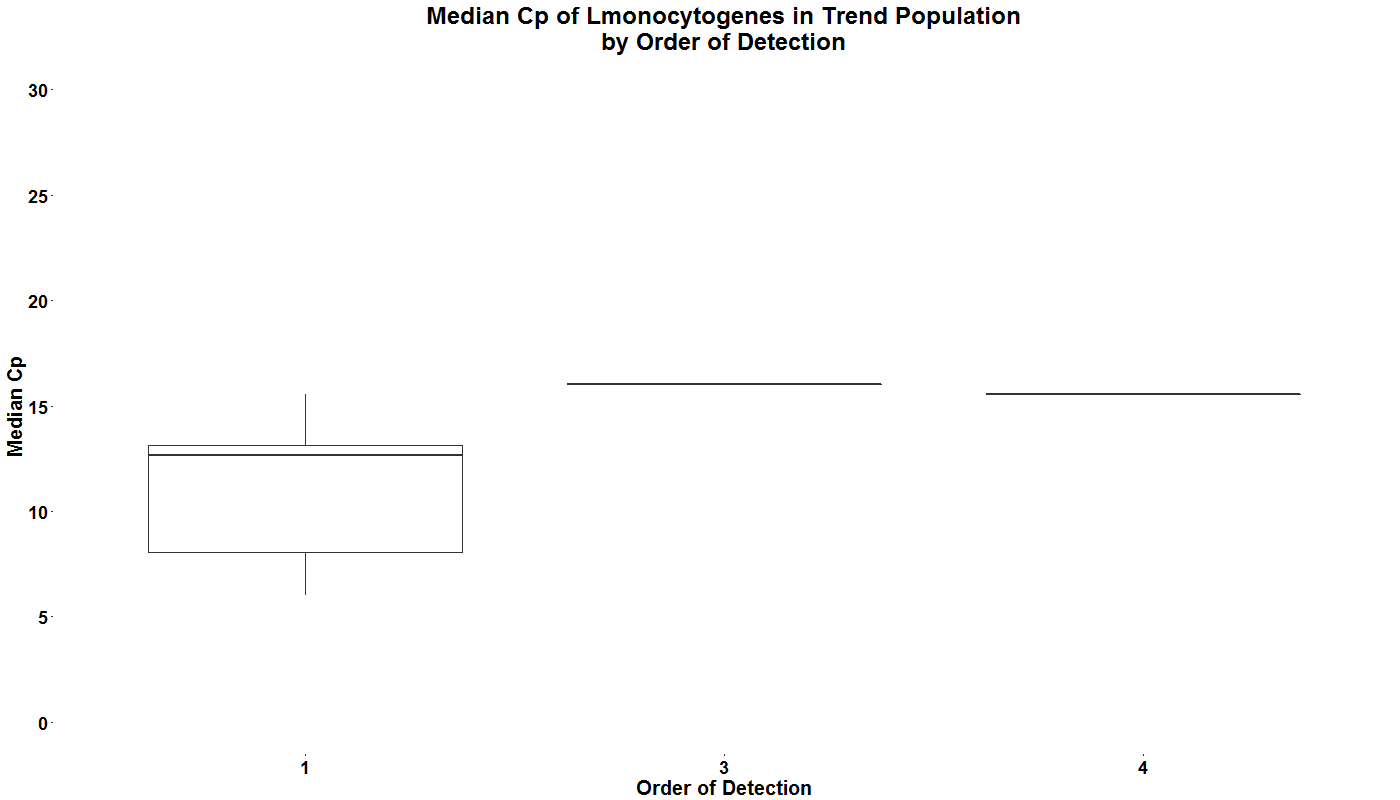 Median Cp of Lmonocytogenes in Trend Population
by Order of Detection
30
25
20
15
10
5
0
Median Cp
1 3 4
Order of Detection